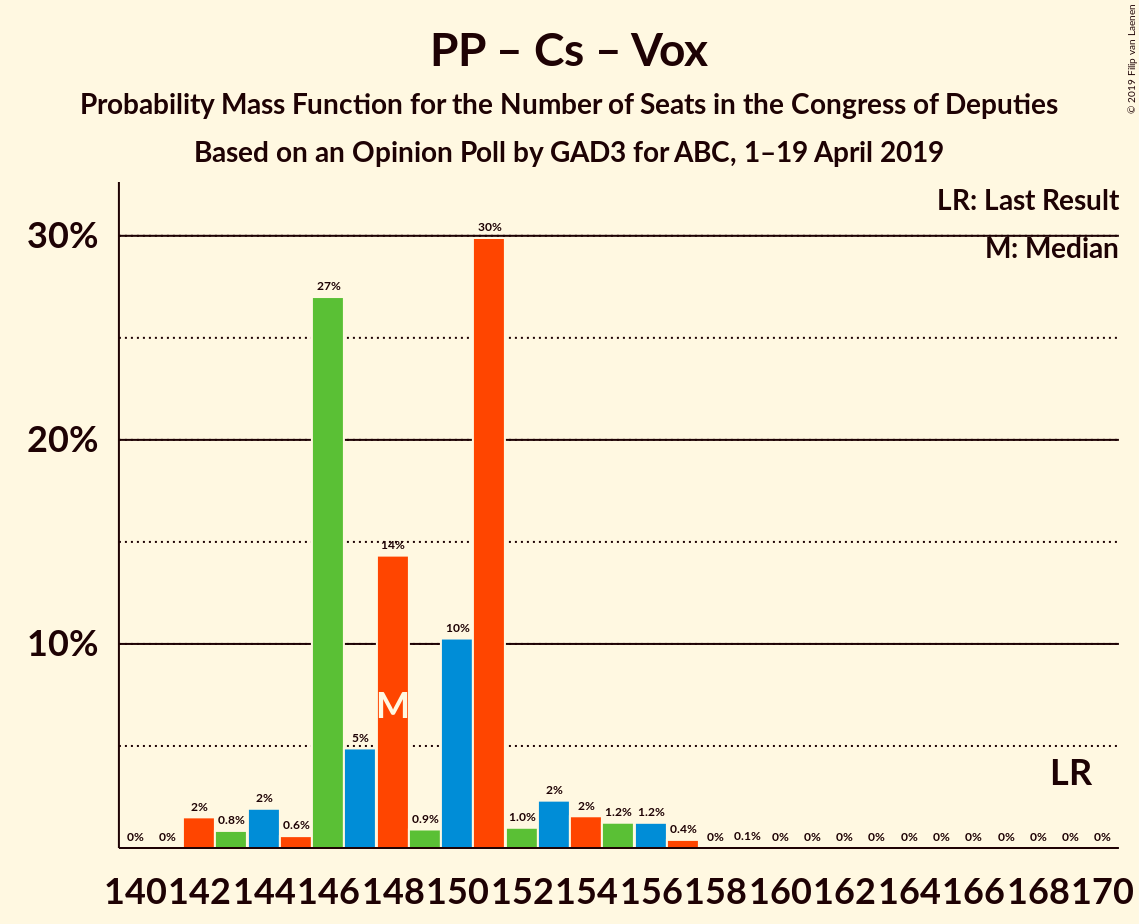 PP – Cs – Vox
Probability Mass Function for the Number of Seats in the Congress of Deputies
Based on an Opinion Poll by GAD3 for ABC, 1–19 April 2019
© 2019 Filip van Laenen
LR: Last Result
M: Median
30%
20%
10%
0% 0% 2% 0.8% 2% 0.6% 27% 5% 14% 0.9% 10% 30% 1.0% 2% 2% 1.2% 1.2% 0.4% 0% 0.1% 0% 0% 0% 0% 0% 0% 0% 0% 0% 0% 0%
M
LR
140 142 144 146 148 150 152 154 156 158 160 162 164 166 168 170